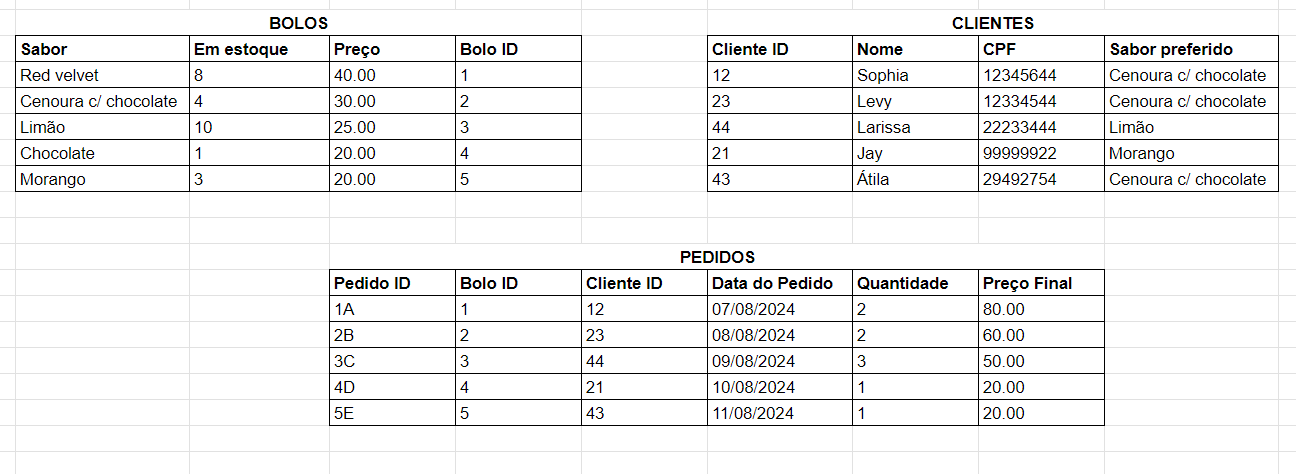 BOLOS
Sabor Em estoque Preço Bolo ID
Red velvet 8 40.00 1
Cenoura c/ chocolate 4 30.00 2
Limão 10 25.00 3
Chocolate 1 20.00 4
Morango 3 20.00 5
CLIENTES
Cliente ID Nome CPF Sabor preferido
12 Sophia 12345644 Cenoura c/ chocolate
23 Levy 12334544 Cenoura c/ chocolate
44 Larissa 22233444 Limão
21 Jay 99999922 Morango
43 Átila 29492754 Cenoura c/ chocolate
PEDIDOS
Pedido ID Bolo ID Cliente ID Data do Pedido Quantidade Preço Final
1A 1 12 07/08/2024 2 80.00
2B 2 23 08/08/2024 2 60.00
3C 3 44 09/08/2024 3 50.00
4D 4 21 10/08/2024 1 20.00
5E 5 43 11/08/2024 1 20.00